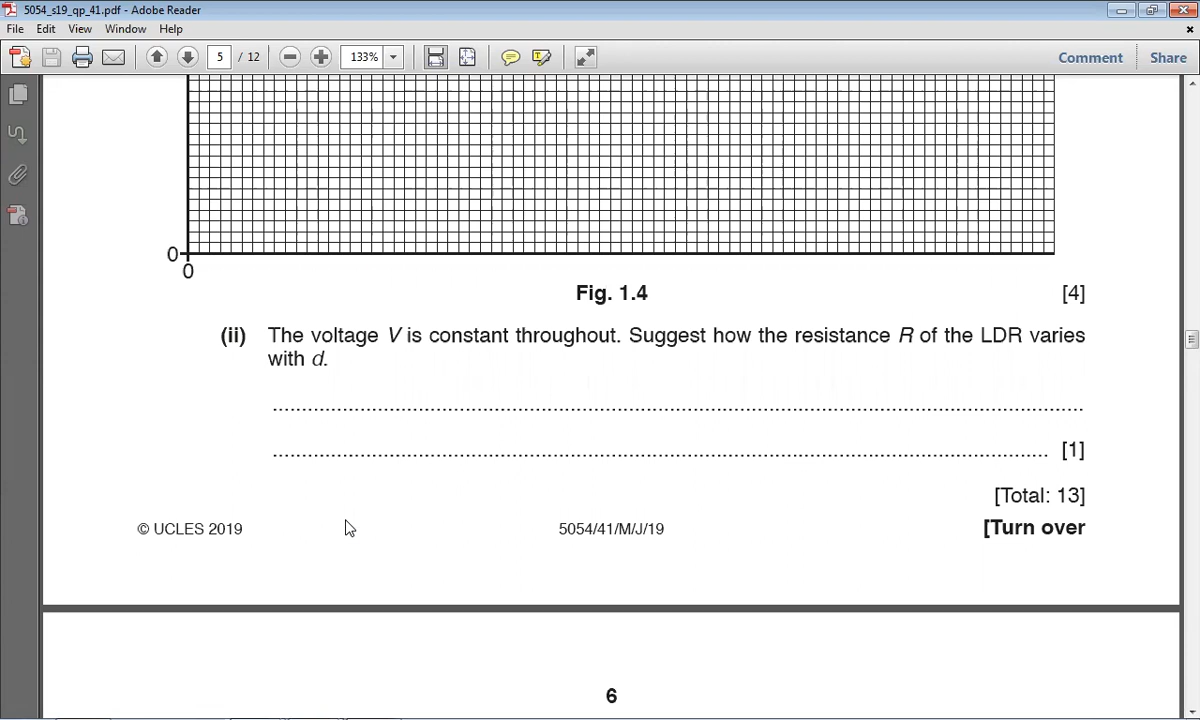 5054_s19_qp_41.pdf - Adobe Reader
File Edit View Window Help
5 / 12 133% Comment Share
0
0
Fig. 1.4 [4]
(ii) The voltage V is constant throughout. Suggest how the resistance R of the LDR varies
with d.
................................................................................
................................................................................ [1]
[Total: 13]
© UCLES 2019 5054/41/M/J/19 [Turn over
6